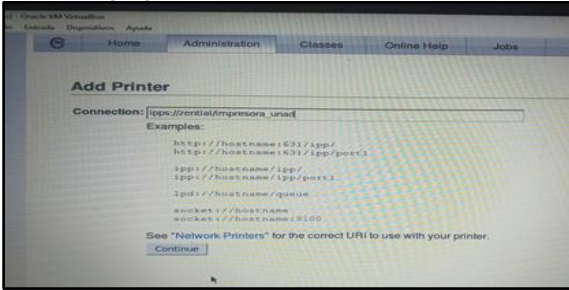 Oracle VM VirtualBox
Entrada Dispositivos Ayuda
Home Administration Classes Online Help Jobs
Add Printer
Connection: ipps://zential/impresora_unad
Examples:
http://hostname:631/ipp/
http://hostname:631/ipp/port1
ipp://hostname/ipp/
ipp://hostname/ipp/port1
lpd://hostname/queue
socket://hostname
socket://hostname:9100
See "Network Printers" for the correct URI to use with your printer.
Continue